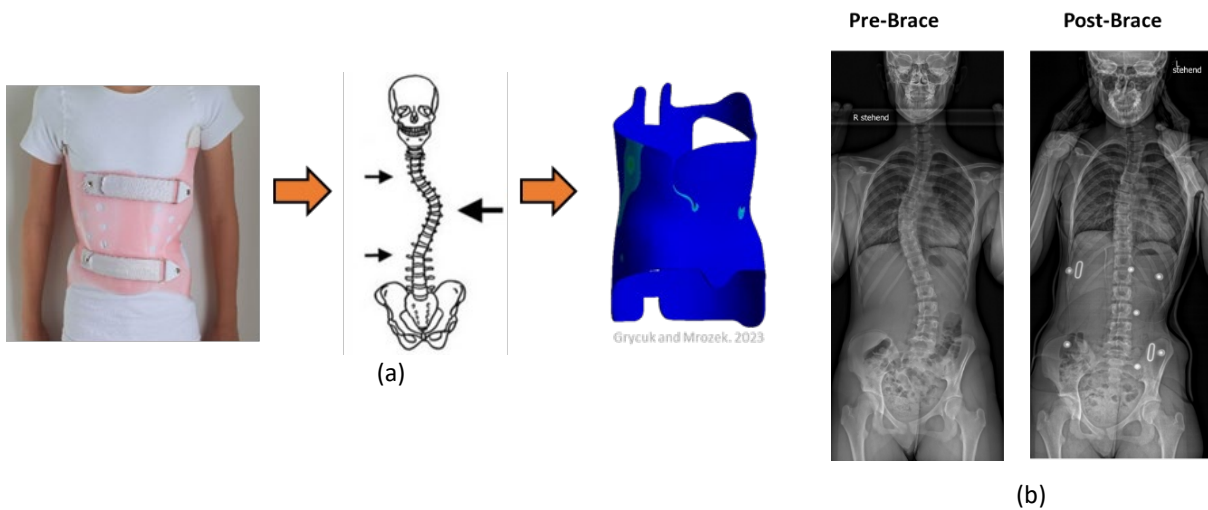 Pre-Brace
Post-Brace
R stehend
L
stehend
Grycuk and Mrozek. 2023
(a)
(b)